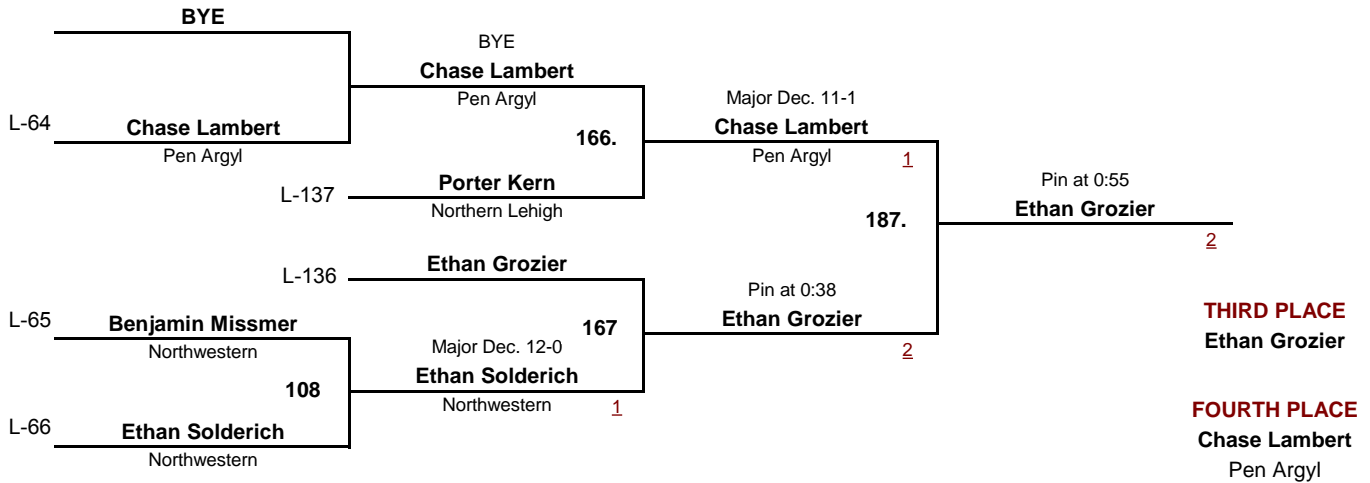 BYE
L-64
Chase Lambert
Pen Argyl
BYE
Chase Lambert
Pen Argyl
166.
L-137
Porter Kern
Northern Lehigh
Major Dec. 11-1
Chase Lambert
Pen Argyl
1
187.
Pin at 0:55
Ethan Grozier
2
L-136
Ethan Grozier
L-65
Benjamin Missmer
Northwestern
108
L-66
Ethan Solderich
Northwestern
167
Major Dec. 12-0
Ethan Solderich
Northwestern
1
Pin at 0:38
Ethan Grozier
2
THIRD PLACE
Ethan Grozier
FOURTH PLACE
Chase Lambert
Pen Argyl